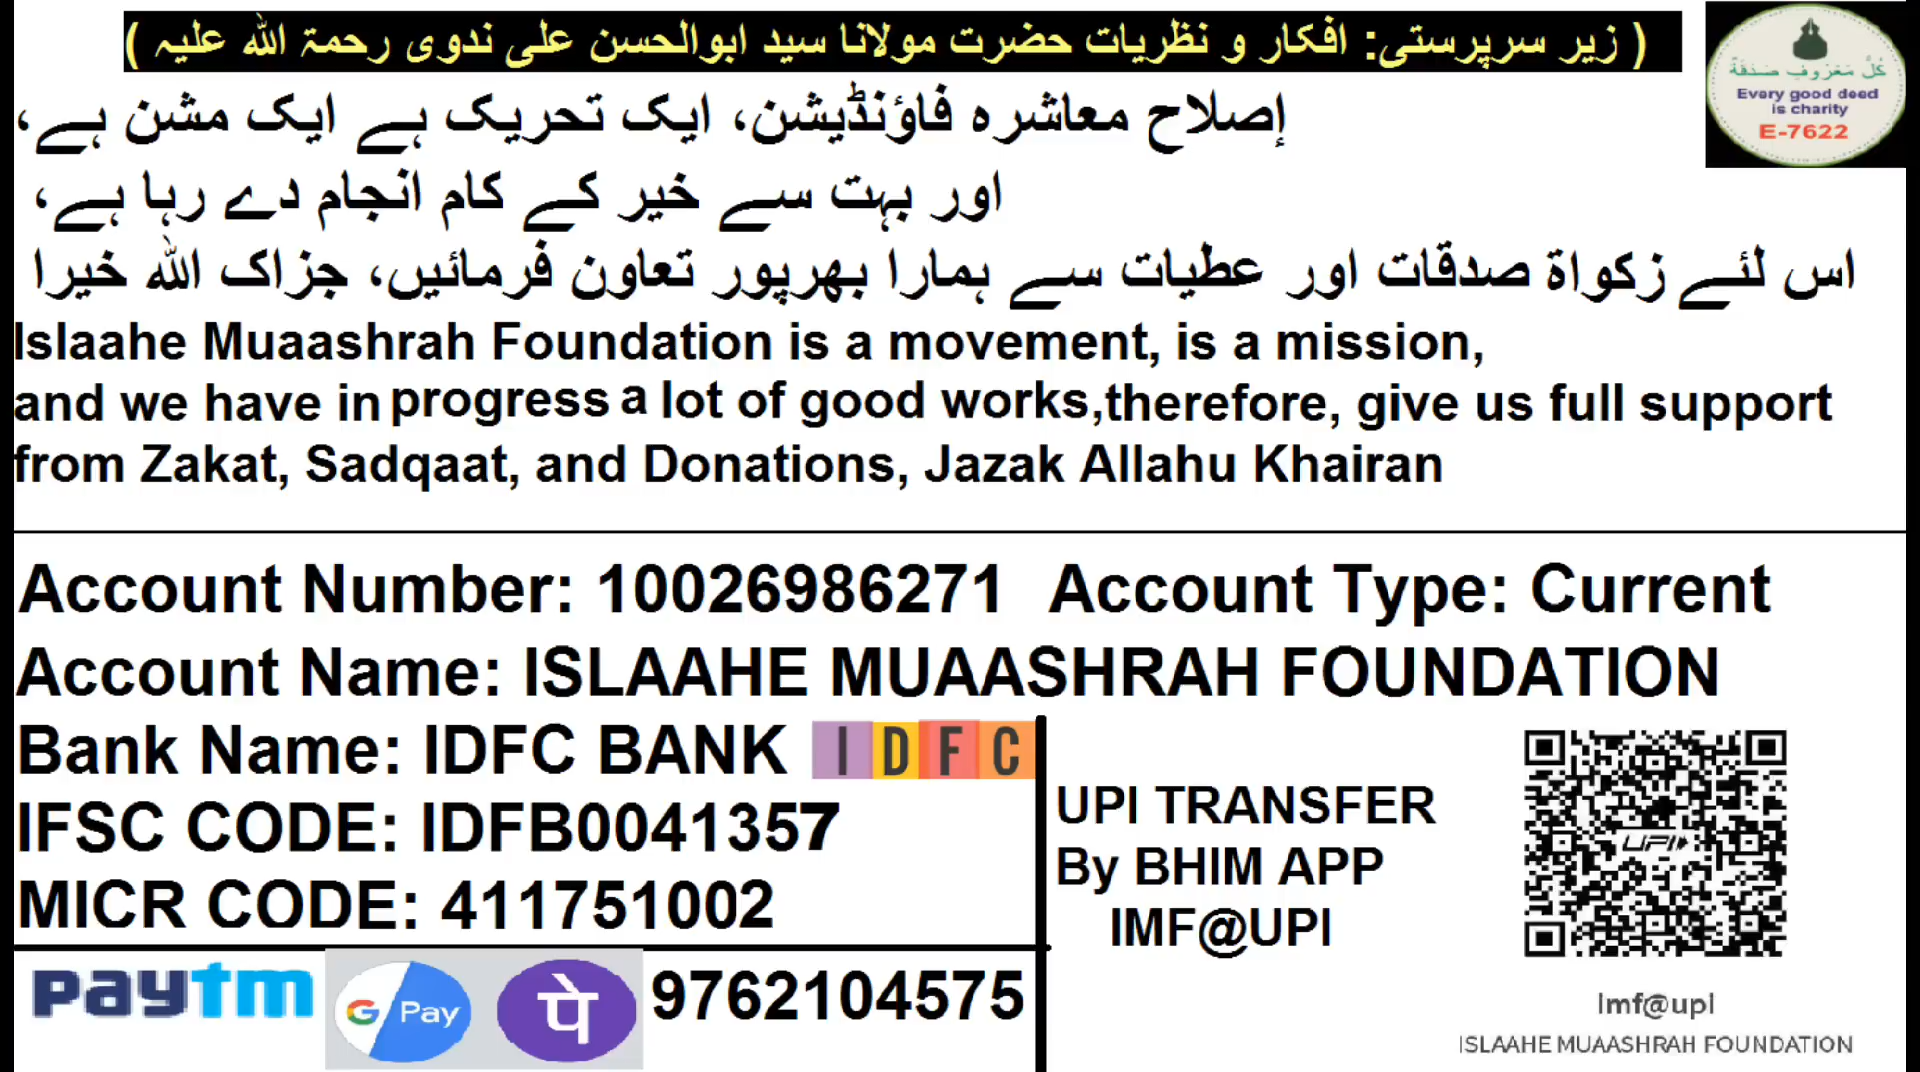 ( زیر سرپرستی: افکار و نظریات حضرت مولانا سید ابوالحسن علی ندوی رحمۃ اللہ علیہ )
كُلُّ مَعْرُوفٍ صَدَقَةٌ
Every good deed
is charity
E-7622
إصلاح معاشرہ فاؤنڈیشن، ایک تحریک ہے ایک مشن ہے،
اور بہت سے خیر کے کام انجام دے رہا ہے،
اس لئے زکواۃ صدقات اور عطیات سے ہمارا بھرپور تعاون فرمائیں، جزاک اللہ خیرا
Islaahe Muaashrah Foundation is a movement, is a mission,
and we have in progress a lot of good works,therefore, give us full support
from Zakat, Sadqaat, and Donations, Jazak Allahu Khairan
Account Number: 10026986271 Account Type: Current
Account Name: ISLAAHE MUAASHRAH FOUNDATION
Bank Name: IDFC BANK IDFC
IFSC CODE: IDFB0041357
MICR CODE: 411751002
paytm G Pay पे 9762104575
UPI TRANSFER
By BHIM APP
IMF@UPI
UPI
imf@upi
ISLAAHE MUAASHRAH FOUNDATION